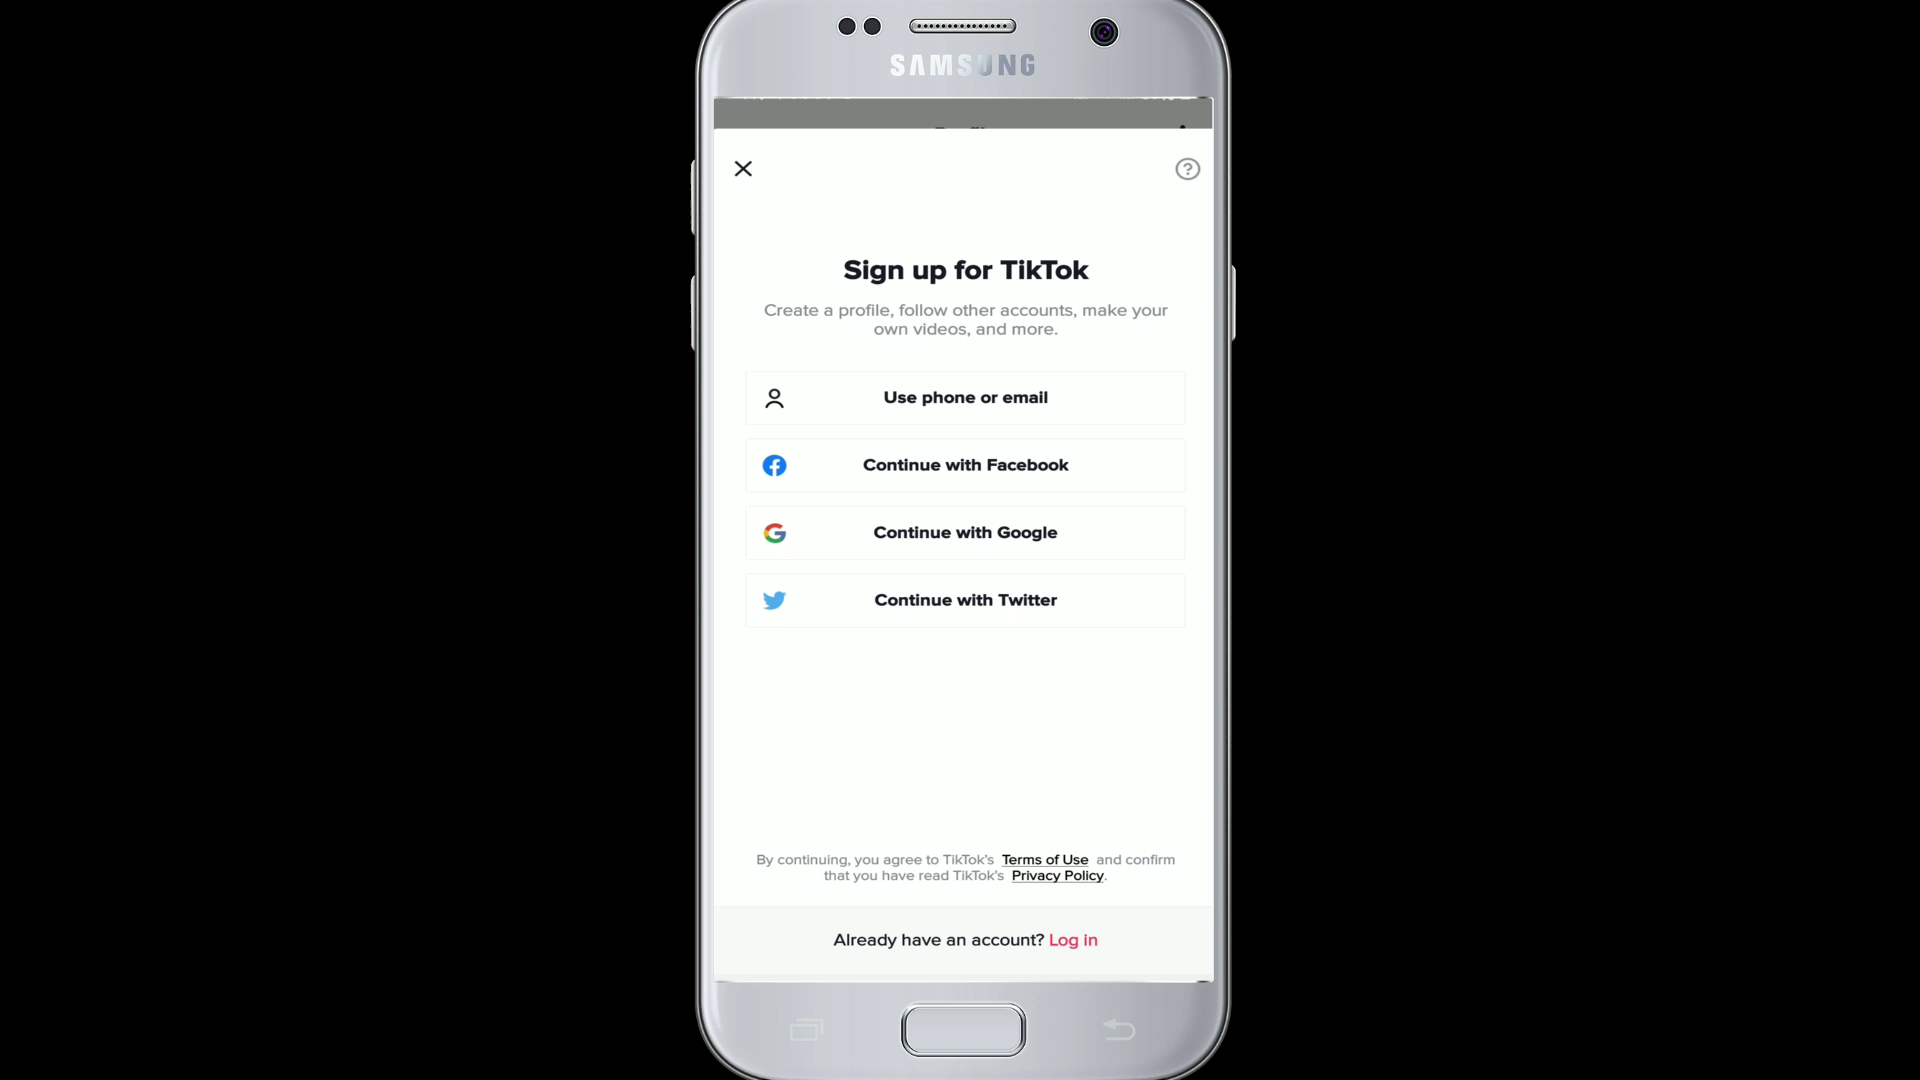 SAMSUNG
Sign up for TikTok
Create a profile, follow other accounts, make your
own videos, and more.
Use phone or email
Continue with Facebook
Continue with Google
Continue with Twitter
By continuing, you agree to TikTok's Terms of Use and confirm
that you have read TikTok's Privacy Policy.
Already have an account? Log in